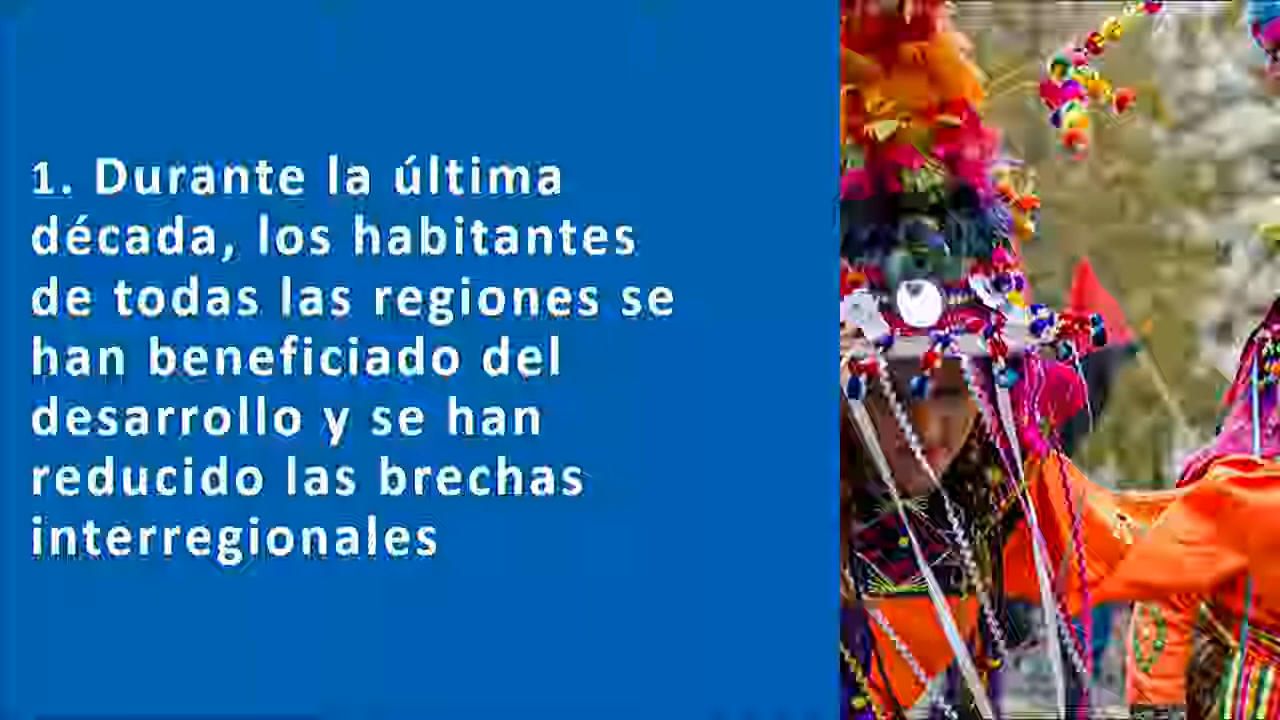 1. Durante la última
década, los habitantes
de todas las regiones se
han beneficiado del
desarrollo y se han
reducido las brechas
interregionales